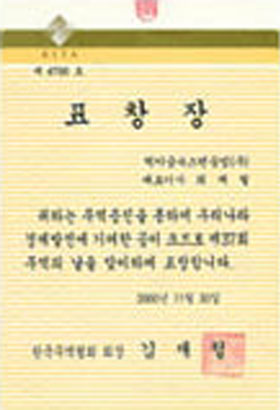 KITA
제 4700 호
표창장
대표이사 최 제 월
귀하는 무역증진을 통하여 우리나라
경제발전에 기여한 공이 크므로 제37회
무역의 날을 맞이하여 표창합니다.
2000년 11월 30일
한국무역협회 회장 김 재 철